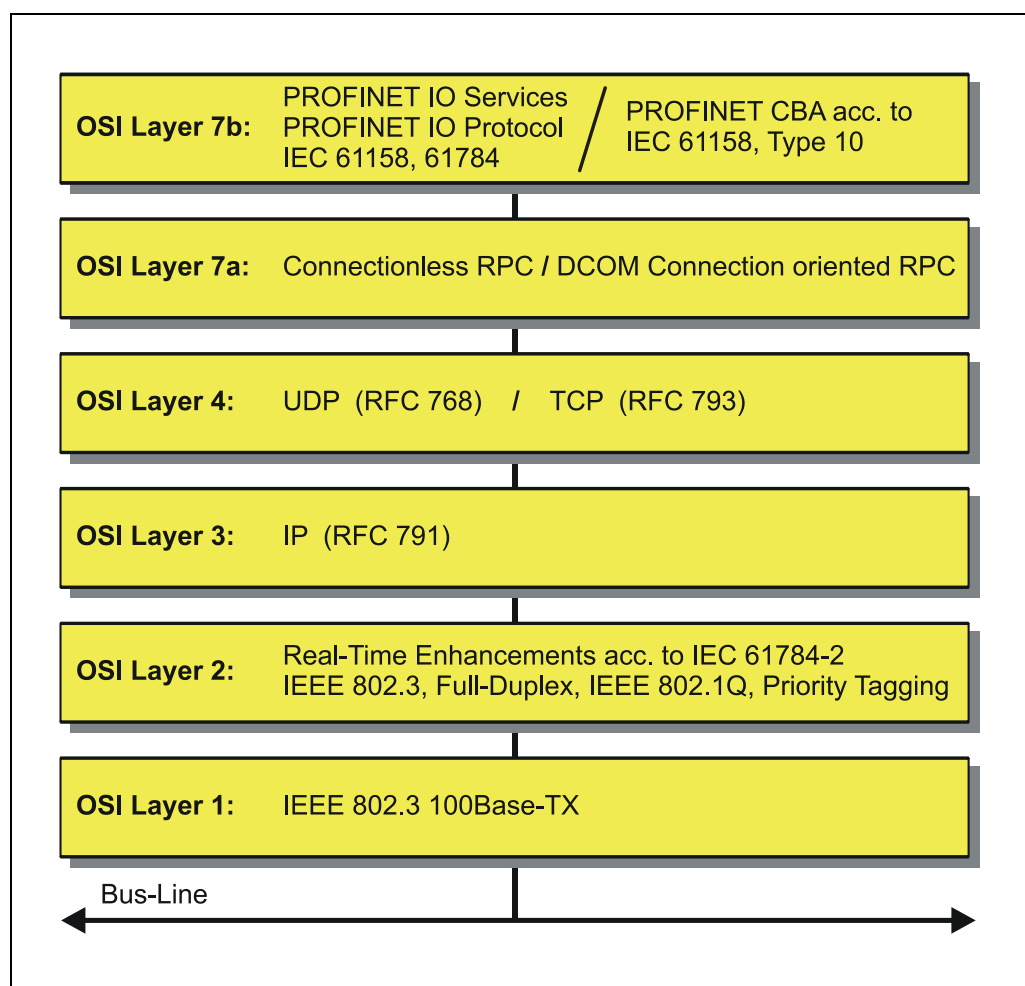 OSI Layer 7b:
PROFINET IO Services
PROFINET IO Protocol
IEC 61158, 61784
/
PROFINET CBA acc. to
IEC 61158, Type 10
OSI Layer 7a: Connectionless RPC / DCOM Connection oriented RPC
OSI Layer 4: UDP (RFC 768) / TCP (RFC 793)
OSI Layer 3: IP (RFC 791)
OSI Layer 2:
Real-Time Enhancements acc. to IEC 61784-2
IEEE 802.3, Full-Duplex, IEEE 802.1Q, Priority Tagging
OSI Layer 1: IEEE 802.3 100Base-TX
Bus-Line